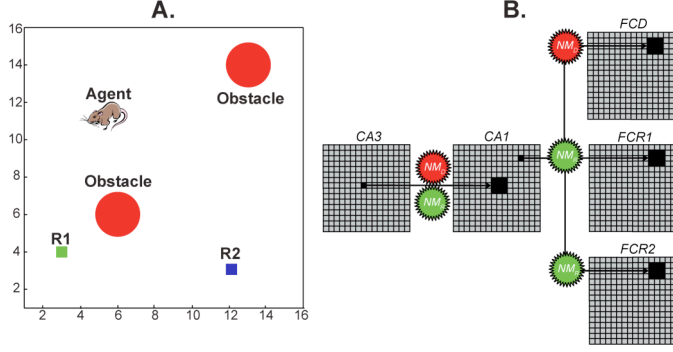 A.
16
14
12
10
8
6
4
2
Agent
Obstacle
Obstacle
R1
R2
2 4 6 8 10 12 14 16
B.
FCD
NM
CA3
CA1
FCR1
NM
NM
NM
FCR2
NM